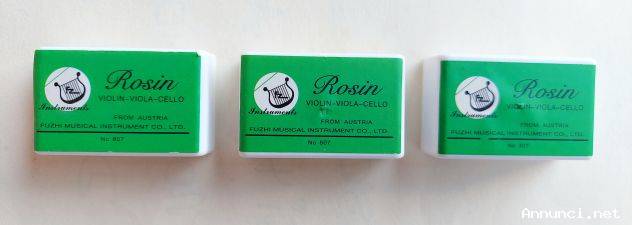 Rosin
VIOLIN-VIOLA-CELLO
Instruments
FROM AUSTRIA
FUZHI MUSICAL INSTRUMENT CO., LTD.
No 807
Rosin
VIOLIN-VIOLA-CELLO
Instruments
FROM AUSTRIA
FUZHI MUSICAL INSTRUMENT CO., LTD.
No 807
Rosin
VIOLIN-VIOLA-CELLO
Instruments
FROM AUSTRIA
FUZHI MUSICAL INSTRUMENT CO., LTD.
No 807
Annunci.net